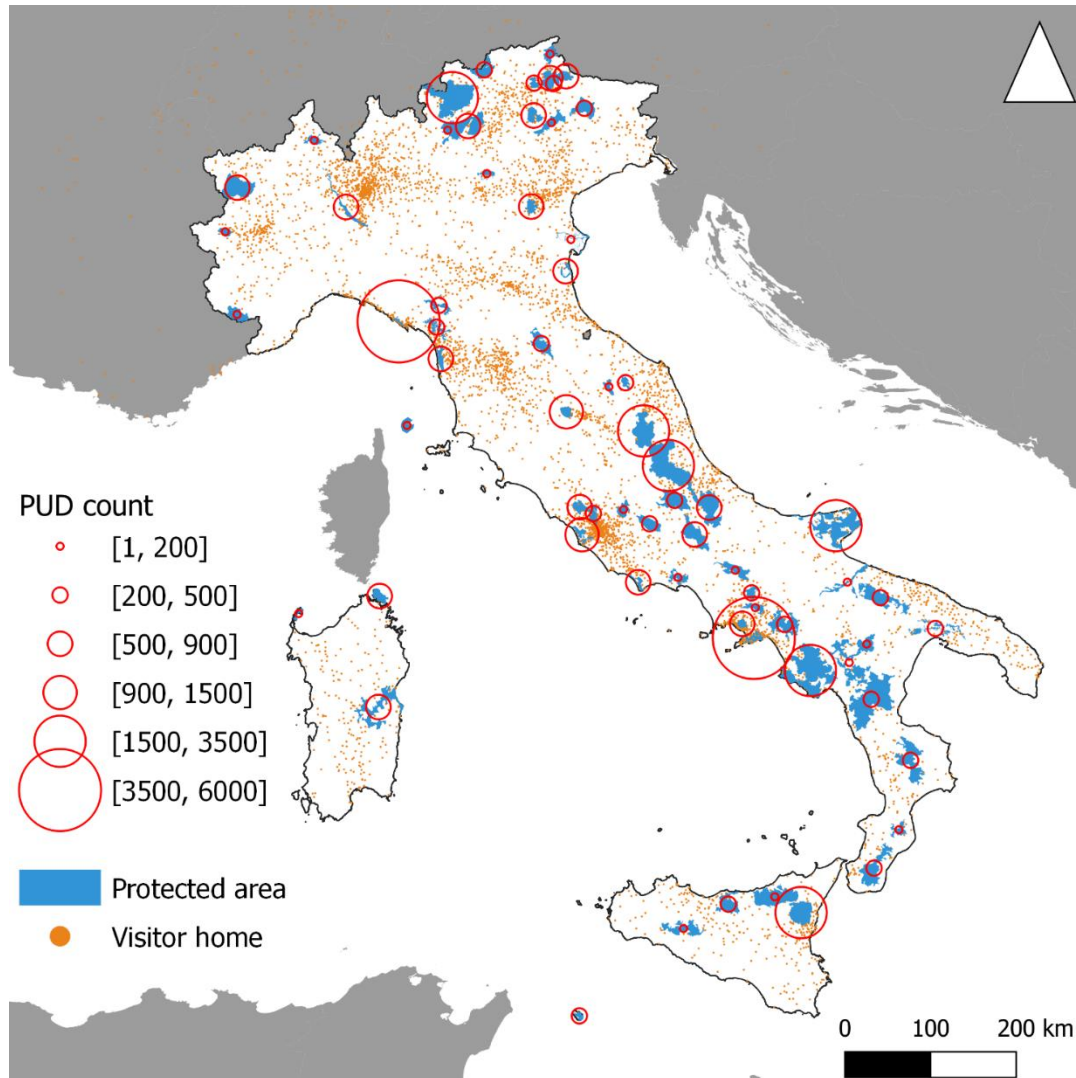 PUD count
[1, 200]
[200, 500]
[500, 900]
[900, 1500]
[1500, 3500]
[3500, 6000]
Protected area
Visitor home
0 100 200 km